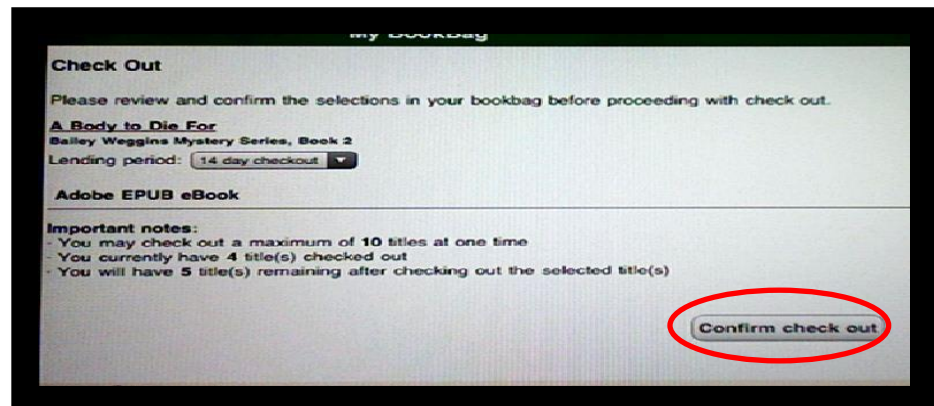 My BookBag
Check Out
Please review and confirm the selections in your bookbag before proceeding with check out.
A Body to Die For
Bailey Weggins Mystery Series, Book 2
Lending period: 14 day checkout
Adobe EPUB eBook
Important notes:
- You may check out a maximum of 10 titles at one time
- You currently have 4 title(s) checked out
- You will have 5 title(s) remaining after checking out the selected title(s)
Confirm check out